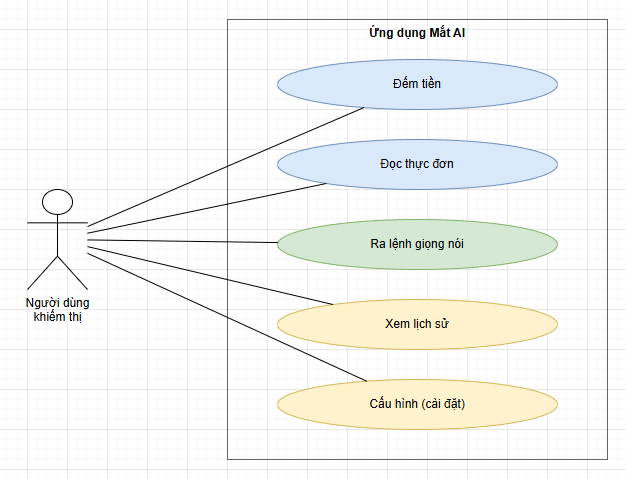 Ứng dụng Mắt AI
Đếm tiền
Đọc thực đơn
Ra lệnh giọng nói
Xem lịch sử
Cấu hình (cài đặt)
Người dùng
khiếm thị